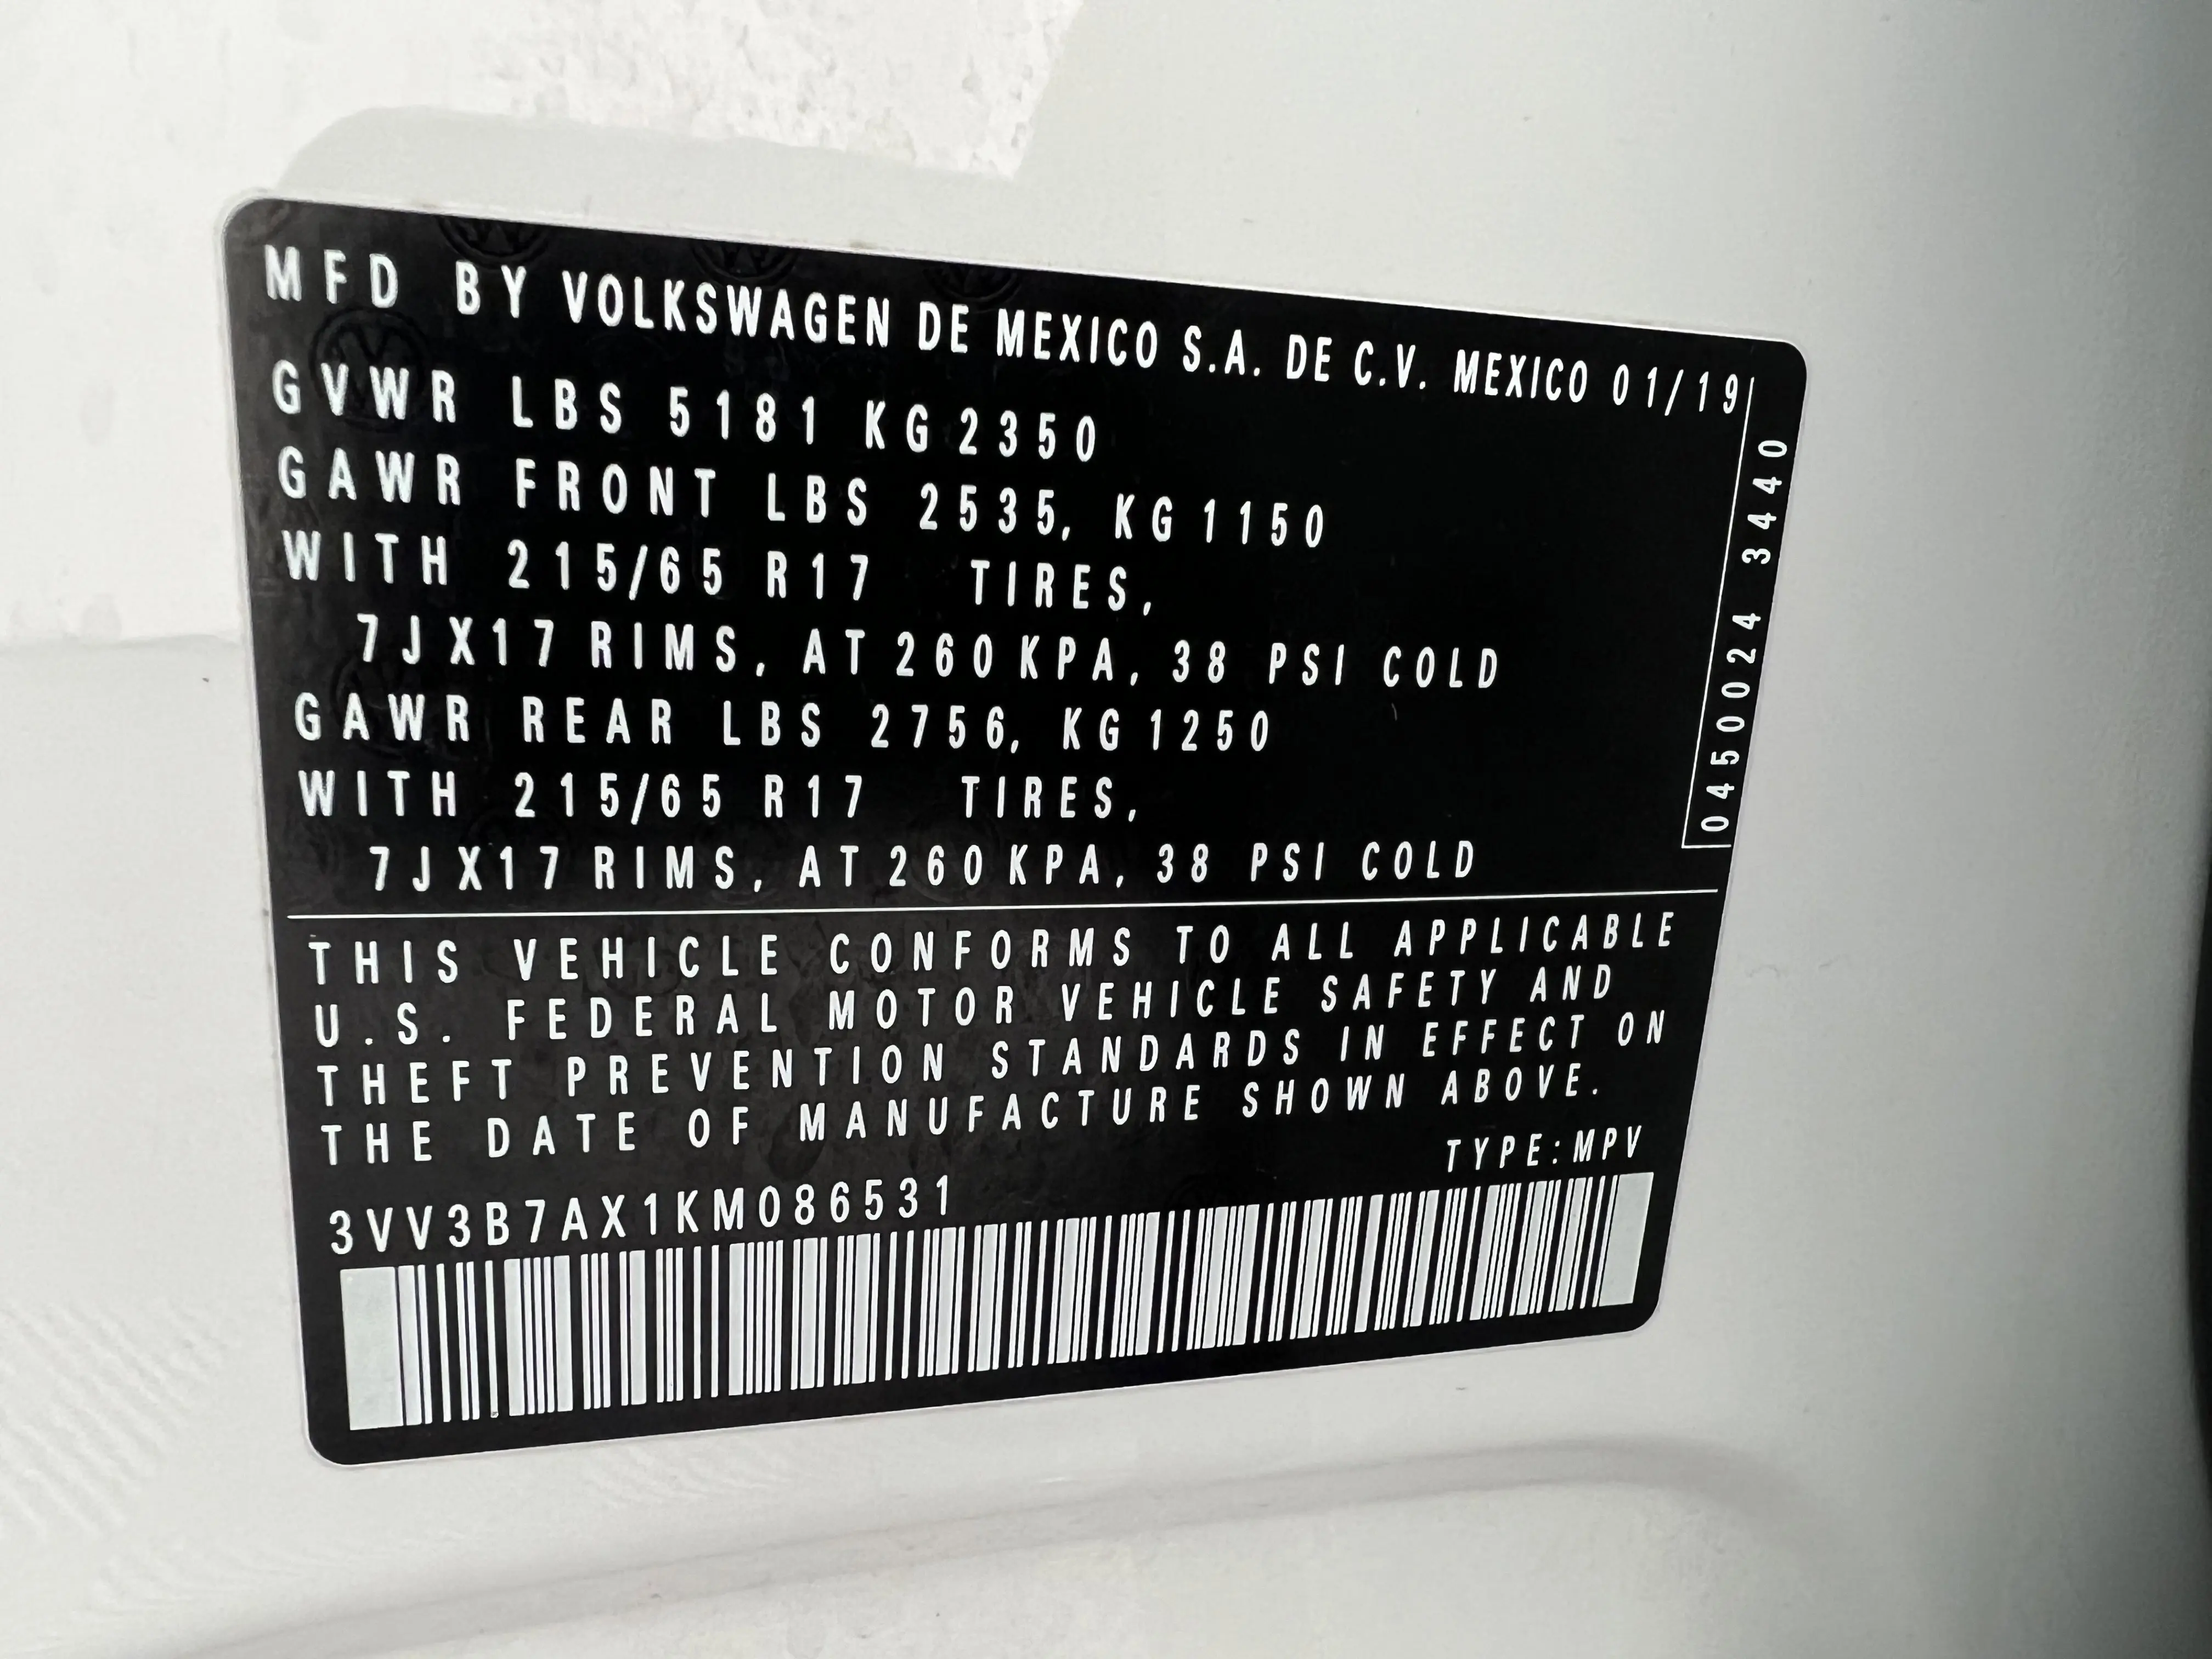 MFD BY VOLKSWAGEN DE MEXICO S.A. DE C.V. MEXICO 01/19
GVWR LBS 5181 KG 2350
GAWR FRONT LBS 2535, KG 1150
WITH 215/65 R17 TIRES,
7JX17 RIMS, AT 260 KPA, 38 PSI COLD
GAWR REAR LBS 2756, KG 1250
WITH 215/65 R17 TIRES,
7JX17 RIMS, AT 260 KPA, 38 PSI COLD
0450024 3440
THIS VEHICLE CONFORMS TO ALL APPLICABLE
U.S. FEDERAL MOTOR VEHICLE SAFETY AND
THEFT PREVENTION STANDARDS IN EFFECT ON
THE DATE OF MANUFACTURE SHOWN ABOVE.
TYPE:MPV
3VV3B7AX1KM086531